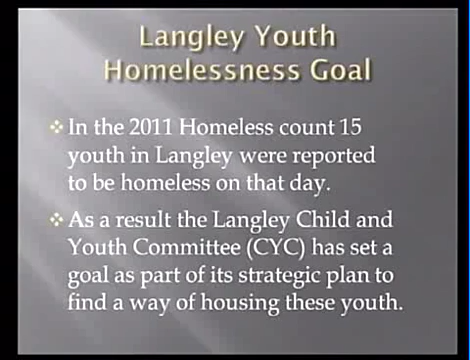 Langley Youth
Homelessness Goal
In the 2011 Homeless count 15
youth in Langley were reported
to be homeless on that day.
As a result the Langley Child and
Youth Committee (CYC) has set a
goal as part of its strategic plan to
find a way of housing these youth.